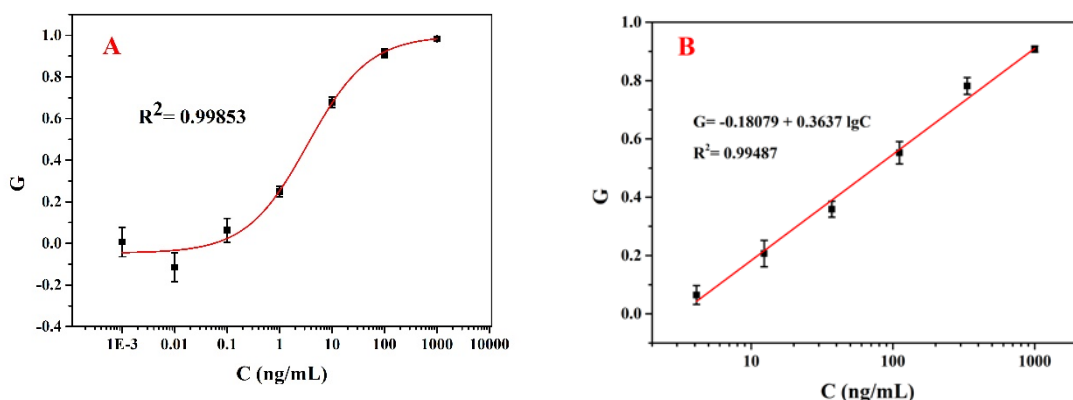 A
R² = 0.99853
1.0
0.8
0.6
0.4
0.2
0.0
-0.2
-0.4
G
1E-3 0.01 0.1 1 10 100 1000 10000
C (ng/mL)
B
G= -0.18079 + 0.3637 lgC
R²= 0.99487
1.0
0.8
0.6
0.4
0.2
0.0
G
10 100 1000
C (ng/mL)